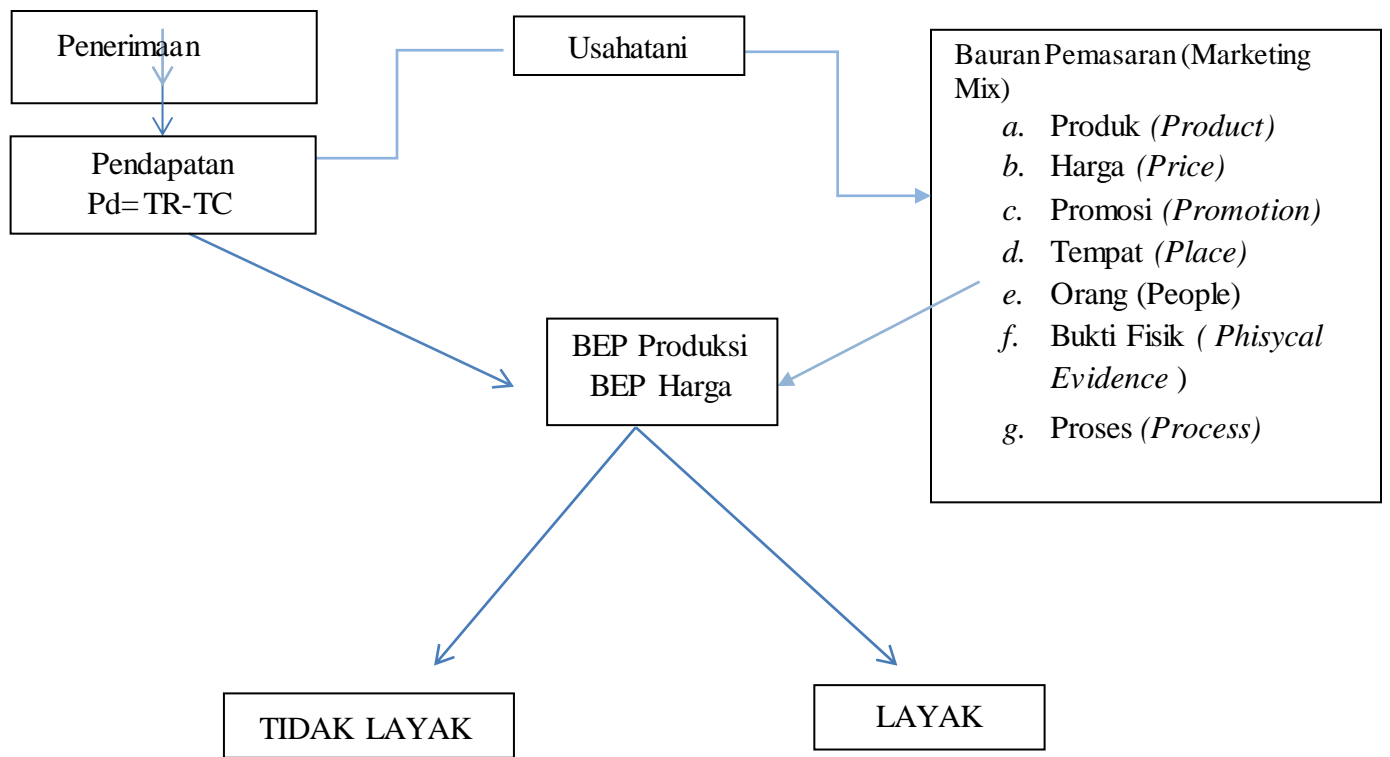 Penerimaan
Usahatani
Pendapatan
Pd= TR-TC
Bauran Pemasaran (Marketing
Mix)
a. Produk (Product)
b. Harga (Price)
c. Promosi (Promotion)
d. Tempat (Place)
e. Orang (People)
f. Bukti Fisik ( Phisycal
Evidence )
g. Proses (Process)
BEP Produksi
BEP Harga
TIDAK LAYAK
LAYAK